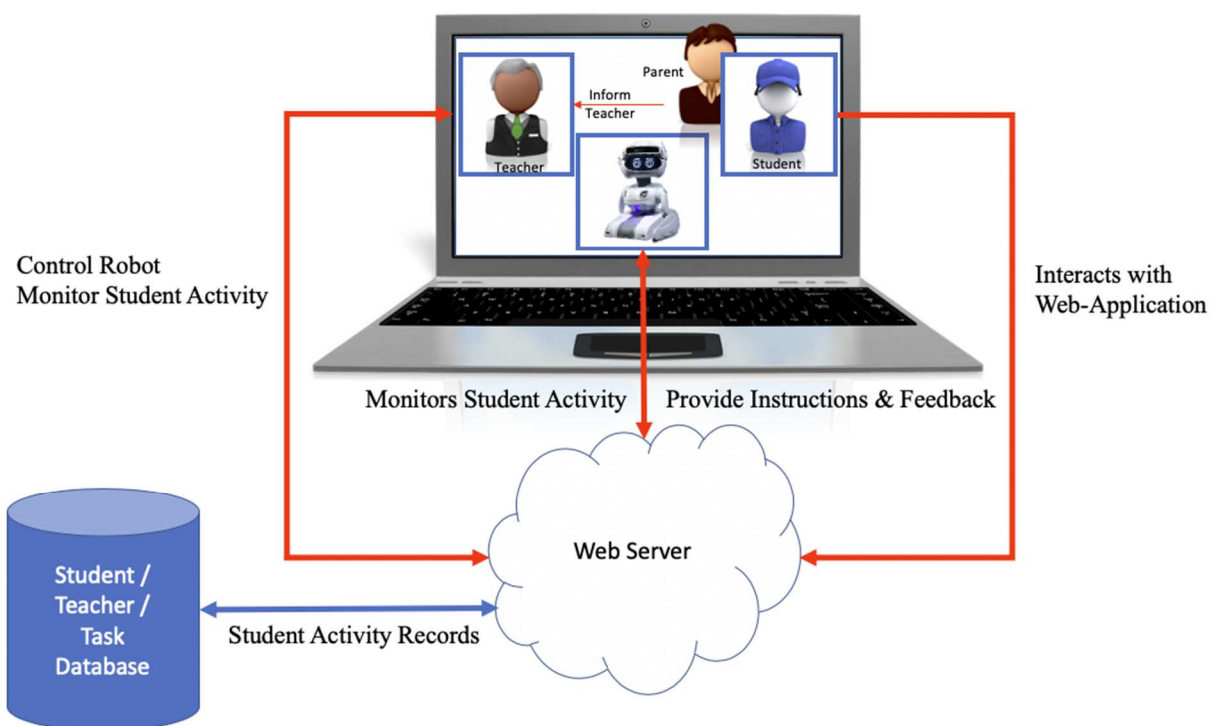 Parent
Inform
Teacher
Teacher
Student
Control Robot
Monitor Student Activity
Interacts with
Web-Application
Monitors Student Activity
Provide Instructions & Feedback
Web Server
Student /
Teacher /
Task
Database
Student Activity Records